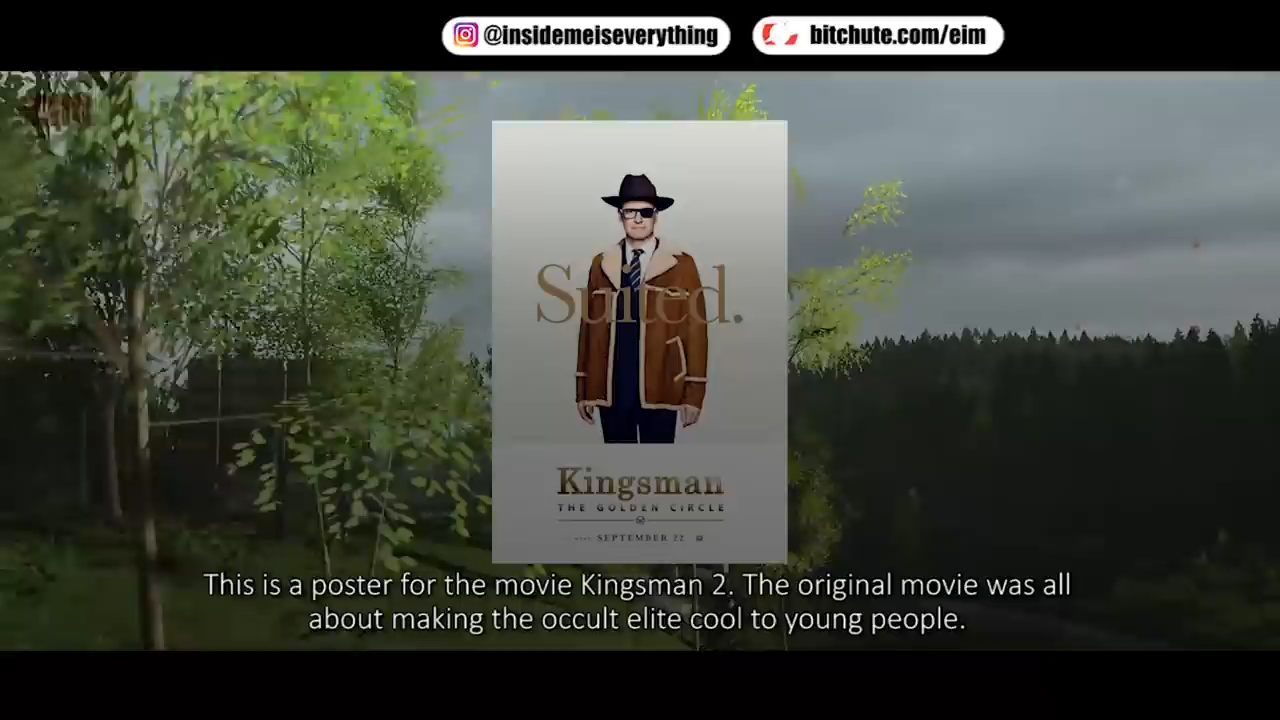 @insidemeiseverything
bitchute.com/eim
Suited.
Kingsman
THE GOLDEN CIRCLE
SEPTEMBER 22
This is a poster for the movie Kingsman 2. The original movie was all
about making the occult elite cool to young people.